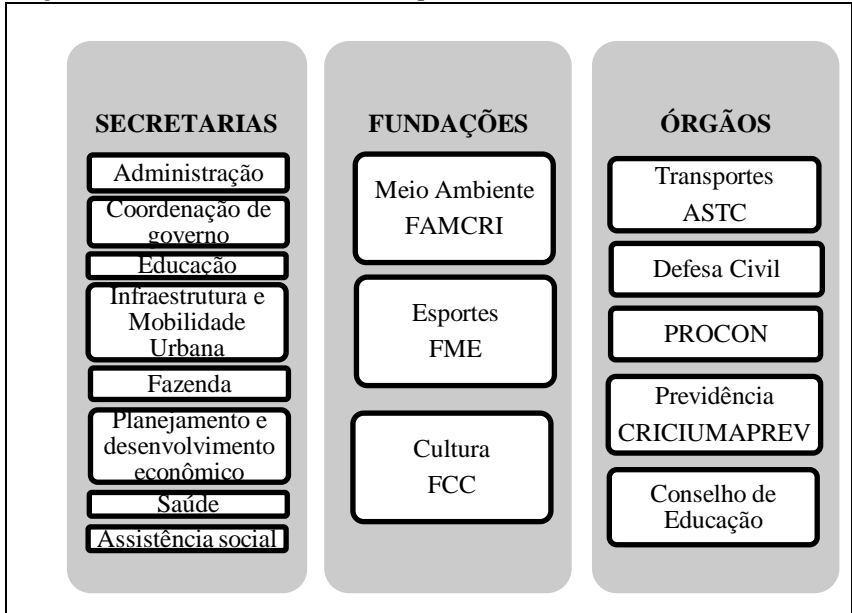 SECRETARIAS
Administração
Coordenação de
governo
Educação
Infraestrutura e
Mobilidade
Urbana
Fazenda
Planejamento e
desenvolvimento
econômico
Saúde
Assistência social
FUNDAÇÕES
Meio Ambiente
FAMCRI
Esportes
FME
Cultura
FCC
ÓRGÃOS
Transportes
ASTC
Defesa Civil
PROCON
Previdência
CRICIUMAPREV
Conselho de
Educação